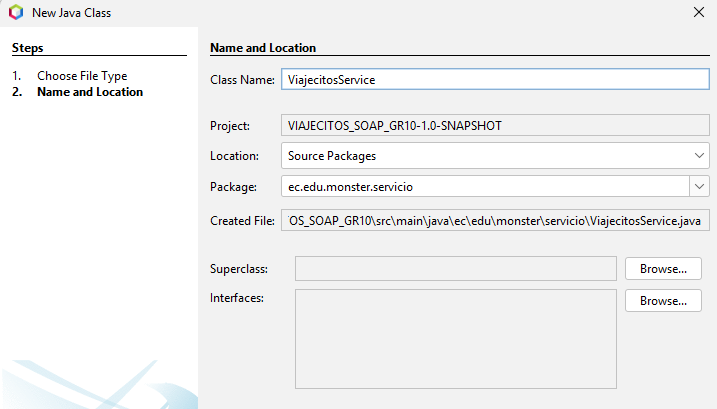 New Java Class
Steps
1. Choose File Type
2. Name and Location
Name and Location
Class Name: ViajecitosService
Project: VIAJECITOS_SOAP_GR10-1.0-SNAPSHOT
Location: Source Packages
Package: ec.edu.monster.servicio
Created File: OS_SOAP_GR10\src\main\java\ec\edu\monster\servicio\ViajecitosService.java
Superclass: Browse...
Interfaces: Browse...